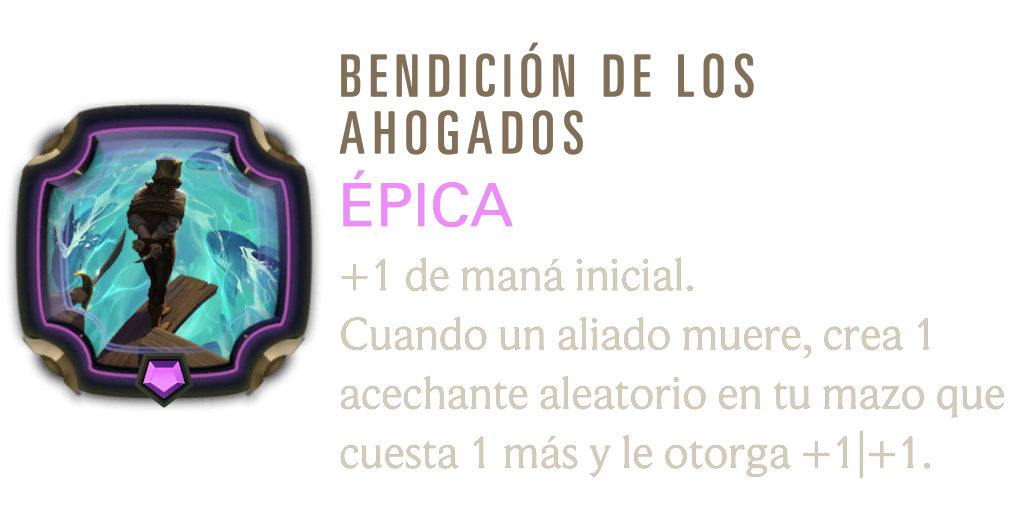 BENDICIÓN DE LOS
AHOGADOS
ÉPICA
+1 de maná inicial.
Cuando un aliado muere, crea 1
acechante aleatorio en tu mazo que
cuesta 1 más y le otorga +1|+1.